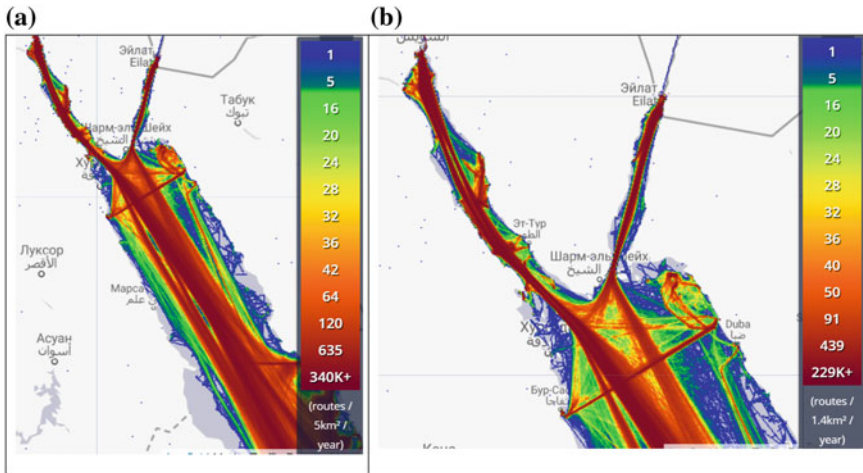 (a)
Эйлат
Eilat
Табук
تبوك
Шарм-эль-Шейх
الشيخ
Луксор
الأقصر
Марса
علم
Асуан
أسوان
1
5
16
20
24
28
32
36
42
64
120
635
340K+
(routes /
5km² /
year)
(b)
Эйлат
Eilat
Эт-Тур
الطور
Шарм-эль-Шейх
الشيخ
Duba
ضبا
Бур-Саф
1
5
16
20
24
28
32
36
40
50
91
439
229K+
(routes /
1.4km² /
year)